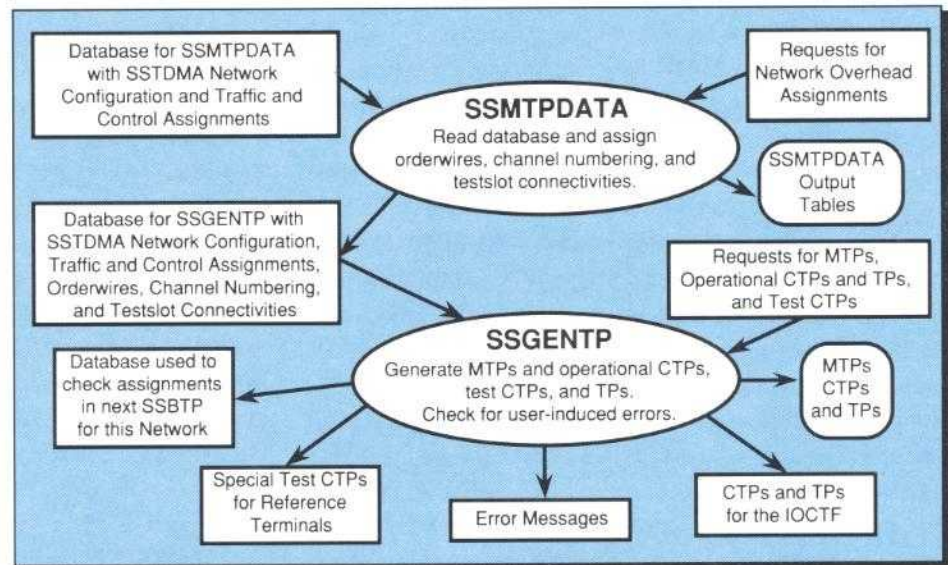 Database for SSMTPDATA
with SSTDMA Network
Configuration and Traffic and
Control Assignments
Requests for
Network Overhead
Assignments
SSMTPDATA
Read database and assign
orderwires, channel numbering, and
testslot connectivities.
SSMTPDATA
Output
Tables
Database for SSGENTP with
SSTDMA Network Configuration,
Traffic and Control Assignments,
Orderwires, Channel Numbering,
and Testslot Connectivities
Requests for MTPs,
Operational CTPs and TPs,
and Test CTPs
SSGENTP
Generate MTPs and operational CTPs,
test CTPs, and TPs.
Check for user-induced errors.
Database used to
check assignments
in next SSBTP
for this Network
MTPs
CTPs
and TPs
Special Test CTPs
for Reference
Terminals
Error Messages
CTPs and TPs
for the IOCTF